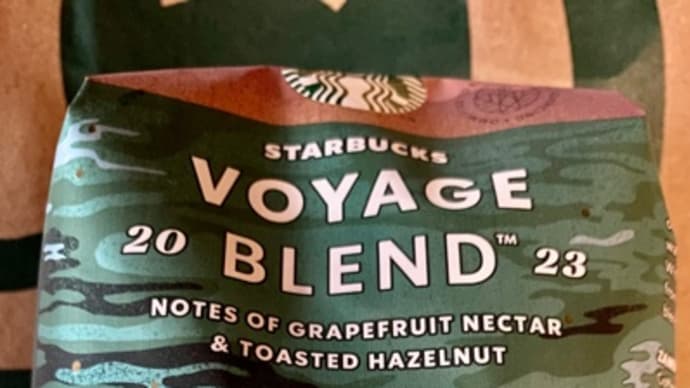 STARBUCKS
VOYAGE
20 BLEND™ 23
NOTES OF GRAPEFRUIT NECTAR
& TOASTED HAZELNUT